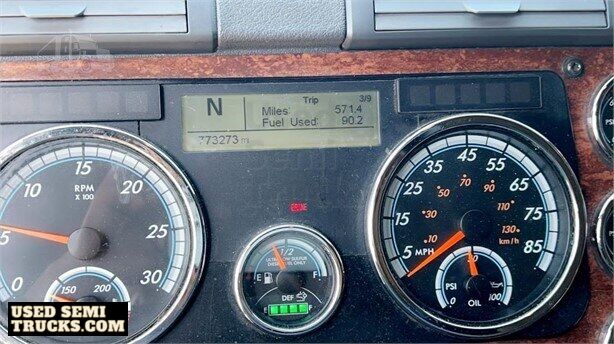 N
Trip 3/9
Miles: 571.4
Fuel Used: 90.2
773273 mi
RPM
X 100
5 10 15 20 25 30
150 200
ULTRA LOW SULFUR
DIESEL FUEL ONLY
E 1/2 F
DEF
E F
5 15 25 35 45 55 65 75 85
MPH
10 30 50 70 90 110 130
km/h
PSI
0 50 100
OIL
USED SEMI
TRUCKS.COM™